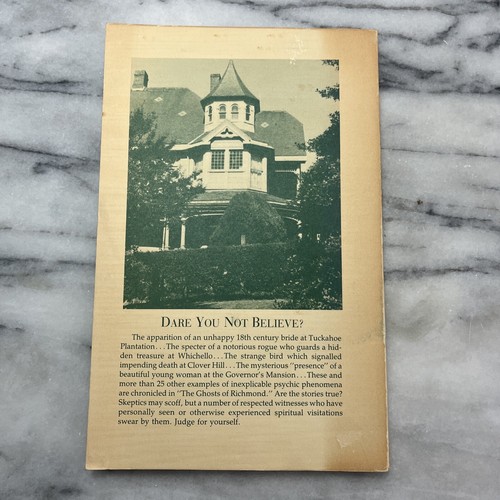 DARE YOU NOT BELIEVE?
The apparition of an unhappy 18th century bride at Tuckahoe
Plantation...The specter of a notorious rogue who guards a hid-
den treasure at Whichello...The strange bird which signalled
impending death at Clover Hill...The mysterious "presence" of a
beautiful young woman at the Governor's Mansion...These and
more than 25 other examples of inexplicable psychic phenomena
are chronicled in "The Ghosts of Richmond." Are the stories true?
Skeptics may scoff, but a number of respected witnesses who have
personally seen or otherwise experienced spiritual visitations
swear by them. Judge for yourself.